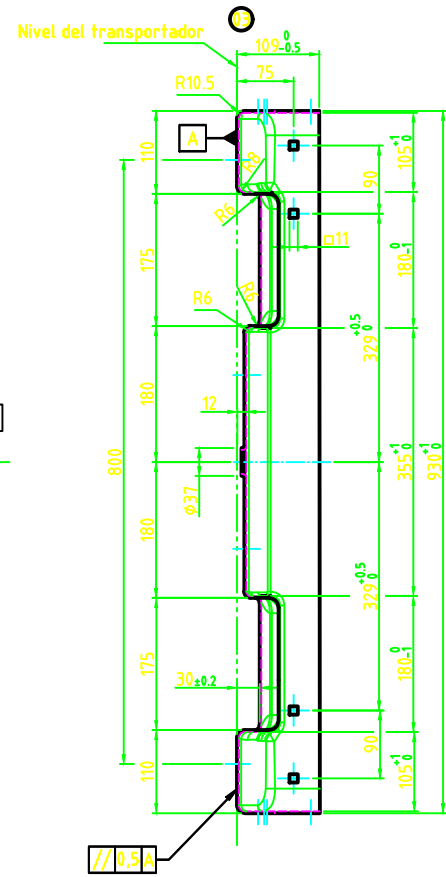 03
Nivel del transportador
109 0 -0.5
75
R10.5
A
110
R8
90
105 +1 0
R6
175
□11
180 0 -1
R6
R6
329 +0.5 0
180
12
800
355 +1 0
930 +1 0
Ø37
180
329 +0.5 0
175
30±0.2
180 0 -1
90
110
105 +1 0
// 0,5 A